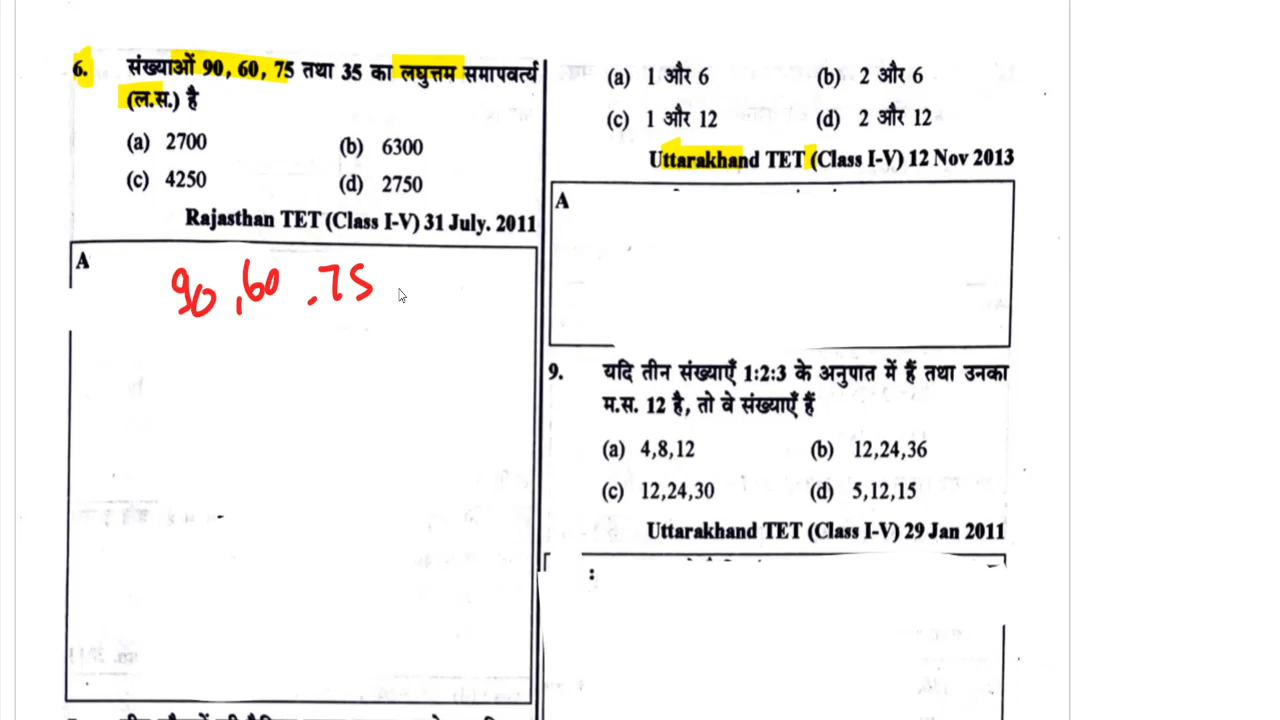 6. संख्याओं 90, 60, 75 तथा 35 का लघुत्तम समापवर्त्य
(ल.स.) है
(a) 2700 (b) 6300
(c) 4250 (d) 2750
Rajasthan TET (Class I-V) 31 July. 2011
A
90, 60, 75
(a) 1 और 6 (b) 2 और 6
(c) 1 और 12 (d) 2 और 12
Uttarakhand TET (Class I-V) 12 Nov 2013
A
9. यदि तीन संख्याएँ 1:2:3 के अनुपात में हैं तथा उनका
म.स. 12 है, तो वे संख्याएँ हैं
(a) 4,8,12 (b) 12,24,36
(c) 12,24,30 (d) 5,12,15
Uttarakhand TET (Class I-V) 29 Jan 2011
: